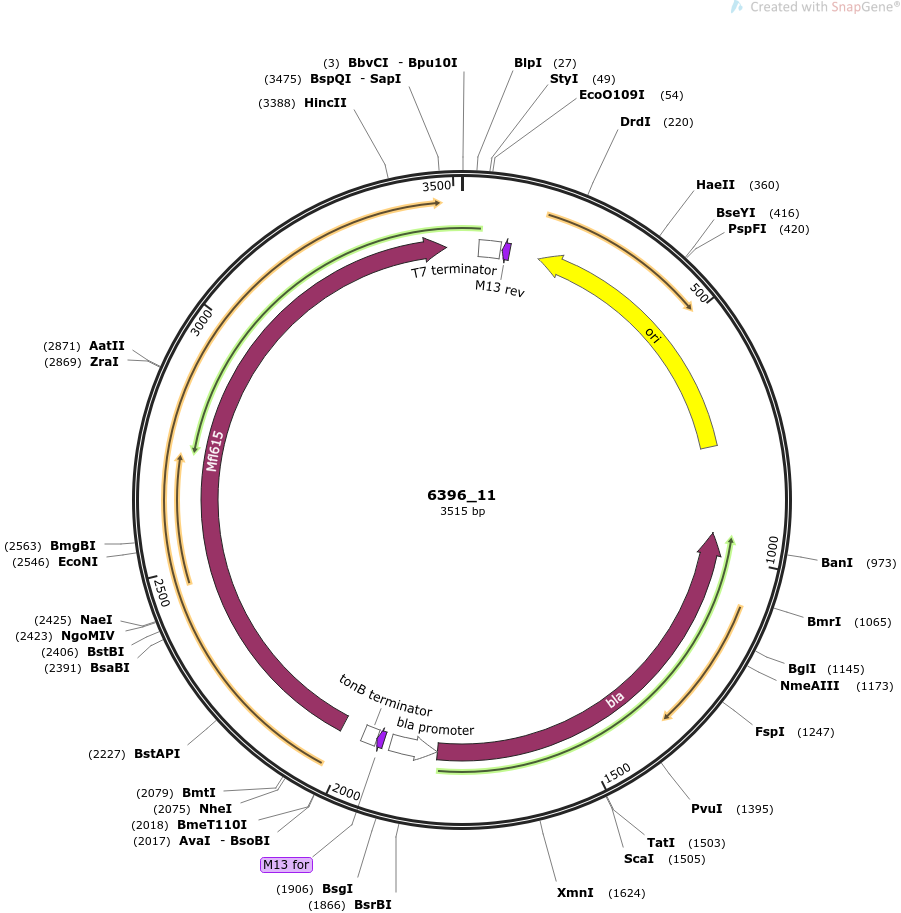 Created with SnapGene®
(3) BbvCI - Bpu10I
(3475) BspQI - SapI
(3388) HincII
BlpI (27)
StyI (49)
EcoO109I (54)
DrdI (220)
HaeII (360)
BseYI (416)
PspFI (420)
3500
500
T7 terminator
M13 rev
ori
3000
(2871) AatII
(2869) ZraI
Mfl615
6396_11
3515 bp
(2563) BmgBI
(2546) EcoNI
1000
BanI (973)
2500
(2425) NaeI
(2423) NgoMIV
(2406) BstBI
(2391) BsaBI
BmrI (1065)
BglI (1145)
NmeAIII (1173)
FspI (1247)
tonB terminator
bla promoter
bla
(2227) BstAPI
2000
1500
(2079) BmtI
(2075) NheI
(2018) BmeT110I
(2017) AvaI - BsoBI
M13 for
(1906) BsgI
(1866) BsrBI
PvuI (1395)
TatI (1503)
ScaI (1505)
XmnI (1624)